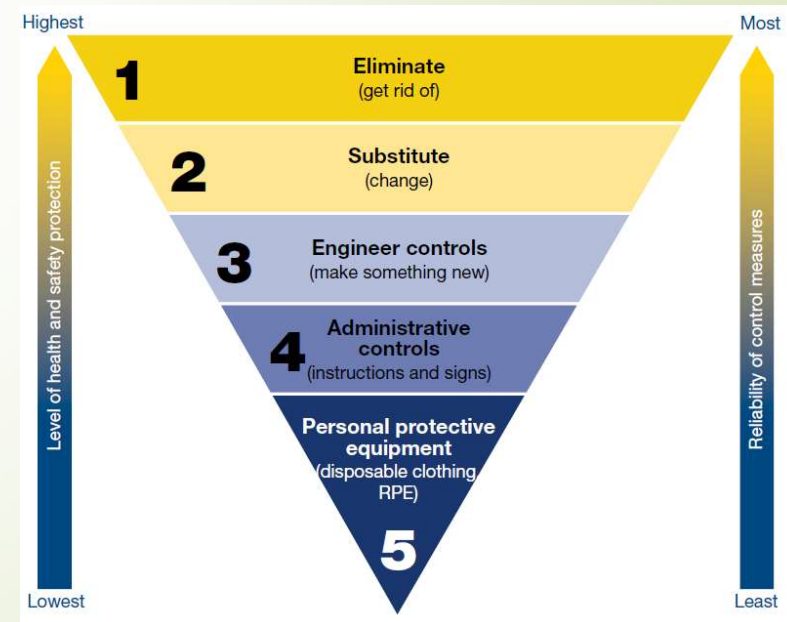 Highest
Most
1
Eliminate
(get rid of)
2
Substitute
(change)
3
Engineer controls
(make something new)
4
Administrative
controls
(instructions and signs)
Personal protective
equipment
(disposable clothing
RPE)
5
Level of health and safety protection
Reliability of control measures
Lowest
Least